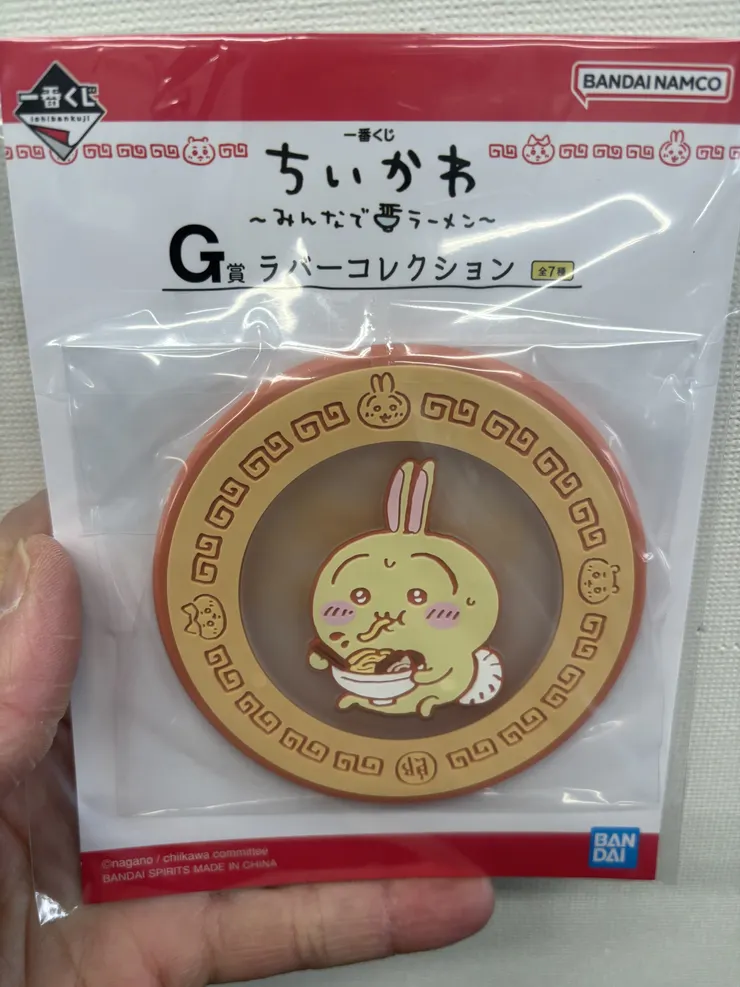 一番くじ
ichibankuji
BANDAI NAMCO
一番くじ
ちいかわ
～みんなで郎ラーメン～
G賞 ラバーコレクション 全7種
郎
©nagano / chiikawa committee
BANDAI SPIRITS MADE IN CHINA
BAN
DAI